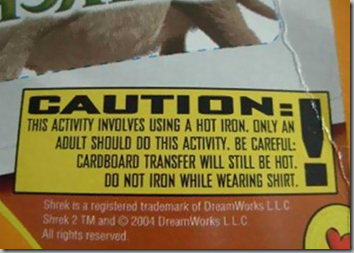 CAUTION:
THIS ACTIVITY INVOLVES USING A HOT IRON. ONLY AN
ADULT SHOULD DO THIS ACTIVITY. BE CAREFUL:
CARDBOARD TRANSFER WILL STILL BE HOT.
DO NOT IRON WHILE WEARING SHIRT.
!
Shrek is a registered trademark of DreamWorks L.L.C.
Shrek 2 TM and © 2004 DreamWorks L.L.C.
All rights reserved.